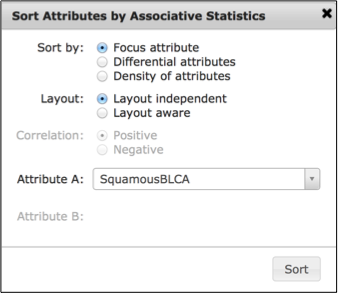 Sort Attributes by Associative Statistics
Sort by: Focus attribute
Differential attributes
Density of attributes
Layout: Layout independent
Layout aware
Correlation: Positive
Negative
Attribute A: SquamousBLCA
Attribute B:
Sort